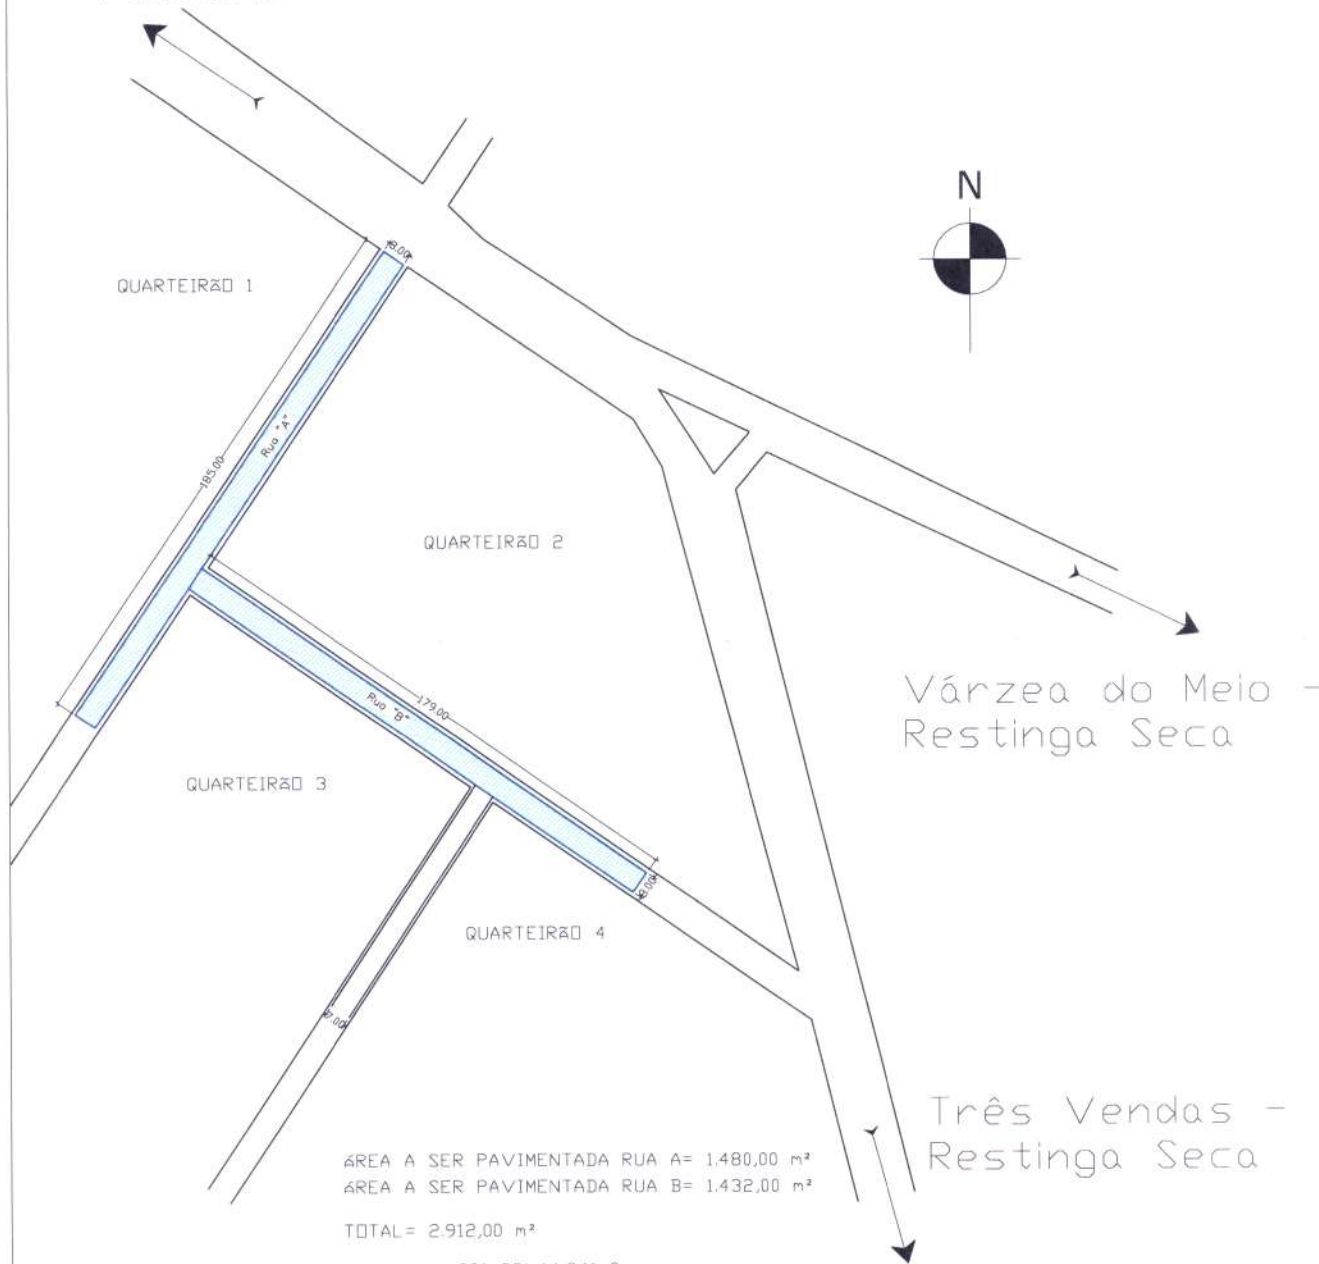 N
8.00
QUARTEIRÃO 1
Rua "A"
185.00
QUARTEIRÃO 2
Várzea do Meio -
Restinga Seca
179.00
Rua "B"
QUARTEIRÃO 3
8.00
QUARTEIRÃO 4
7.00
Três Vendas -
Restinga Seca
ÁREA A SER PAVIMENTADA RUA A= 1.480,00 m²
ÁREA A SER PAVIMENTADA RUA B= 1.432,00 m²
TOTAL= 2.912,00 m²